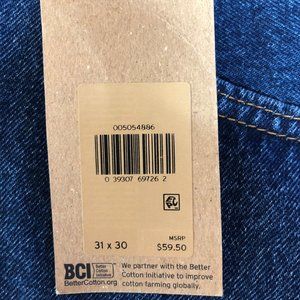 005054886
0 39307 69726 2
MSRP
31 x 30 $59.50
BCI Better Cotton Initiative
BetterCotton.org
We partner with the Better
Cotton Initiative to improve
cotton farming globally.